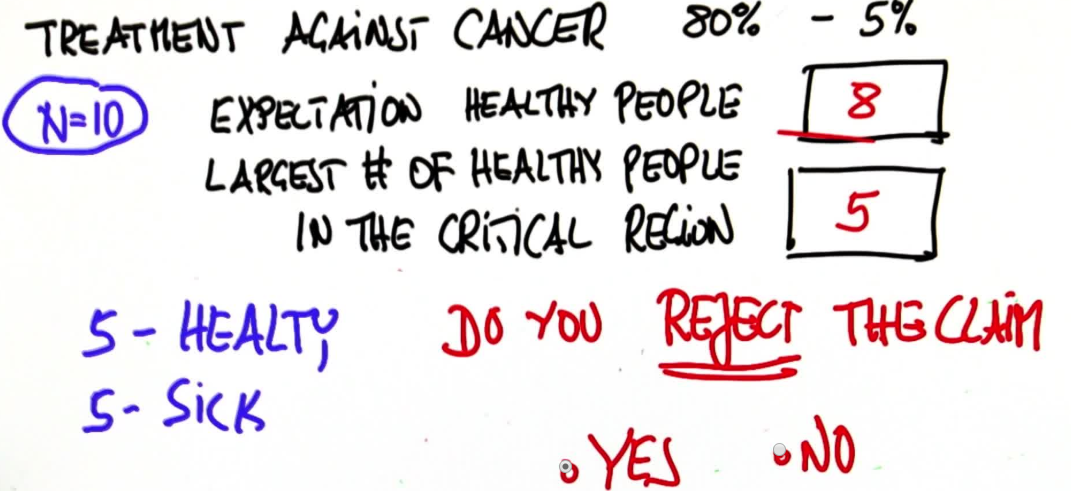 TREATMENT AGAINST CANCER 80% - 5%
N=10 EXPECTATION HEALTHY PEOPLE 8
LARGEST # OF HEALTHY PEOPLE
IN THE CRITICAL REGION 5
5 - HEALTY
5 - SICK
DO YOU REJECT THE CLAIM
YES NO